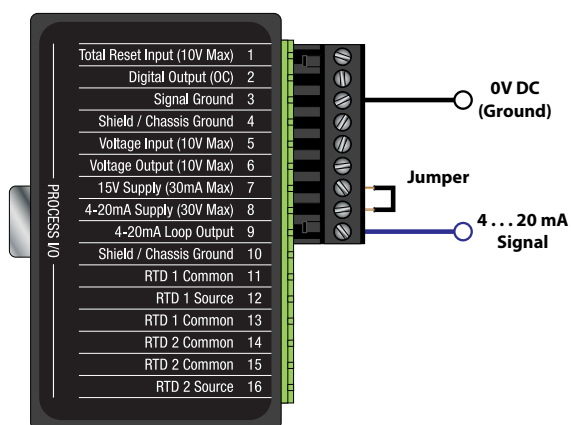 Total Reset Input (10V Max) 1
Digital Output (OC) 2
Signal Ground 3
Shield / Chassis Ground 4
Voltage Input (10V Max) 5
Voltage Output (10V Max) 6
15V Supply (30mA Max) 7
4-20mA Supply (30V Max) 8
4-20mA Loop Output 9
Shield / Chassis Ground 10
RTD 1 Common 11
RTD 1 Source 12
RTD 1 Common 13
RTD 2 Common 14
RTD 2 Common 15
RTD 2 Source 16
PROCESS I/O
0V DC
(Ground)
Jumper
4 . . . 20 mA
Signal